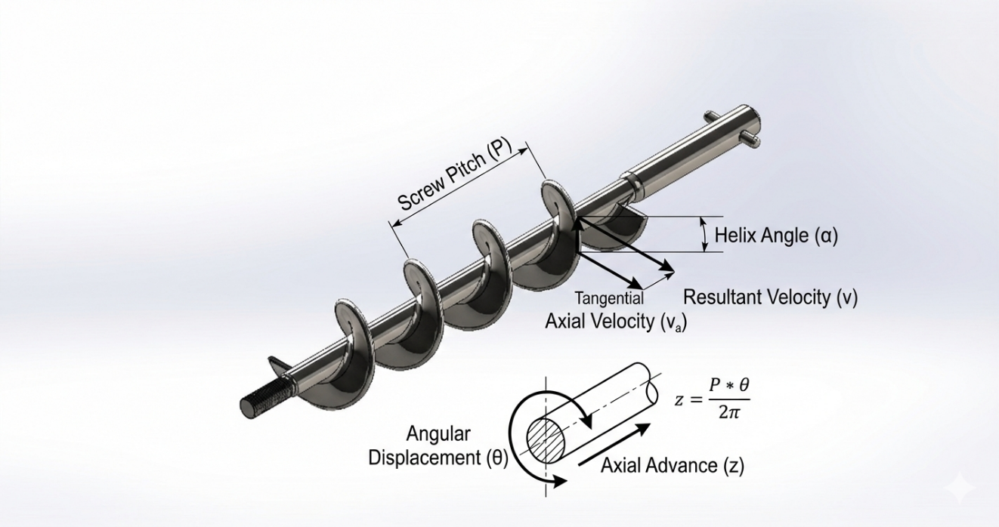 Screw Pitch (P)
Helix Angle (α)
Tangential
Axial Velocity (vₐ)
Resultant Velocity (v)
z = P * θ / 2π
Angular
Displacement (θ)
Axial Advance (z)